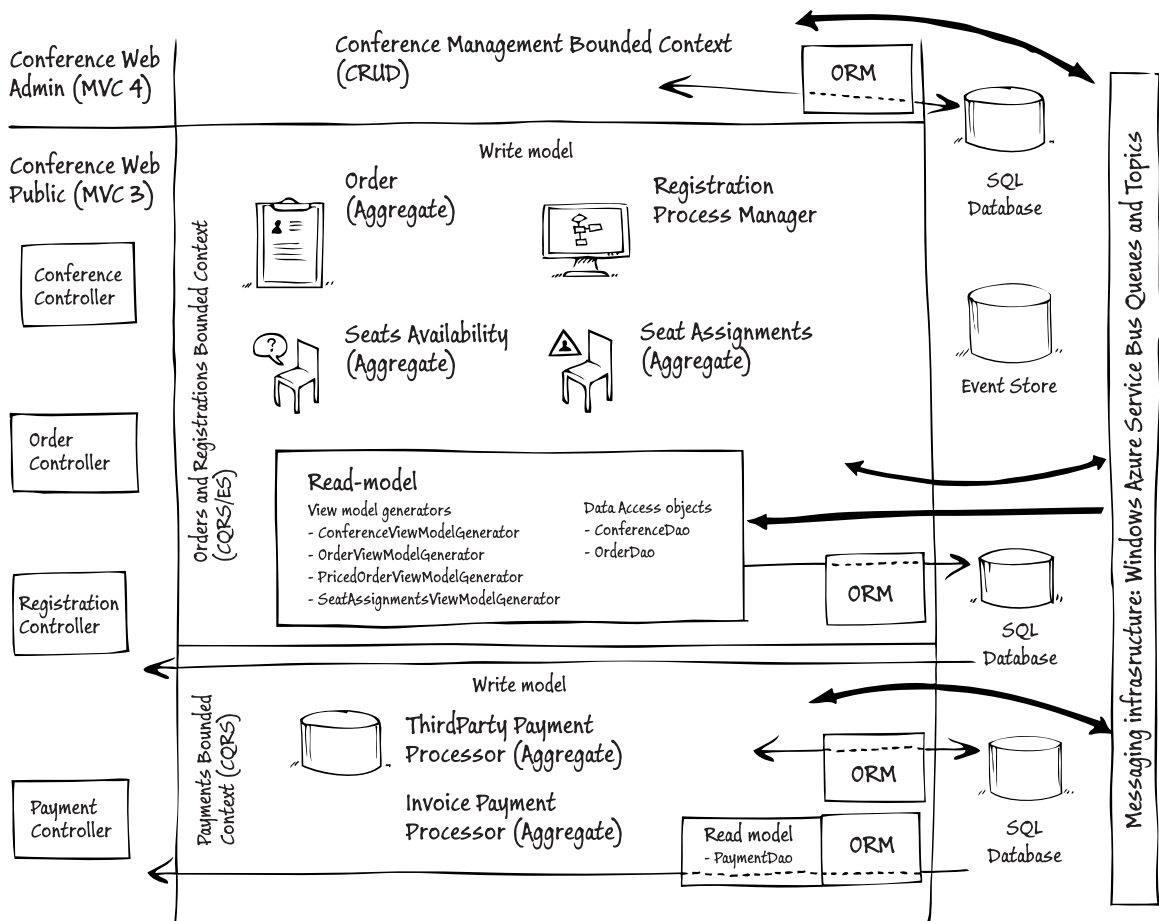 Conference Web
Admin (MVC 4)
Conference Management Bounded Context
(CRUD)
ORM
SQL
Database
Conference Web
Public (MVC 3)
Conference
Controller
Order
Controller
Registration
Controller
Payment
Controller
Orders and Registrations Bounded Context
(CQRS/ES)
Write model
Order
(Aggregate)
Registration
Process Manager
?
Seats Availability
(Aggregate)
Seat Assignments
(Aggregate)
Event Store
Read-model
View model generators
- ConferenceViewModelGenerator
- OrderViewModelGenerator
- PricedOrderViewModelGenerator
- SeatAssignmentsViewModelGenerator
Data Access objects
- ConferenceDao
- OrderDao
ORM
SQL
Database
Payments Bounded
Context (CQRS)
Write model
ThirdParty Payment
Processor (Aggregate)
Invoice Payment
Processor (Aggregate)
ORM
Read model
- PaymentDao
ORM
SQL
Database
Messaging infrasructure: Windows Azure Service Bus Queues and Topics